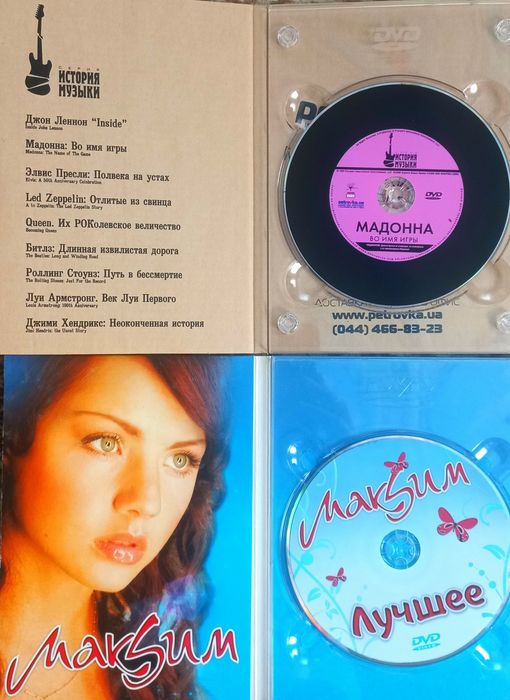 СЕРИЯ
ИСТОРИЯ
МУЗЫКИ
Джон Леннон "Inside"
Inside John Lennon
Мадонна: Во имя игры
Madonna: The Name of The Game
Элвис Пресли: Полвека на устах
Elvis: A 50th Anniversary Celebration
Led Zeppelin: Отлитые из свинца
A to Zeppelin: The Led Zeppelin Story
Queen. Их РОКолевское величество
Becoming Queen
Битлз: Длинная извилистая дорога
The Beatles: Long and Winding Road
Роллинг Стоунз: Путь в бессмертие
The Rolling Stones: Just For the Record
Луи Армстронг. Век Луи Первого
Louis Armstrong: 100th Anniversary
Джими Хендрикс: Неоконченная история
Jimi Hendrix: the Uncut Story
DVD
ИСТОРИЯ
МУЗЫКИ
DVD
МАДОННА
ВО ИМЯ ИГРЫ
ДОСТАВКА
ОФИС
www.petrovka.ua
(044) 466-83-23
МакSим
МакSим
Лучшее
DVD
VIDEO